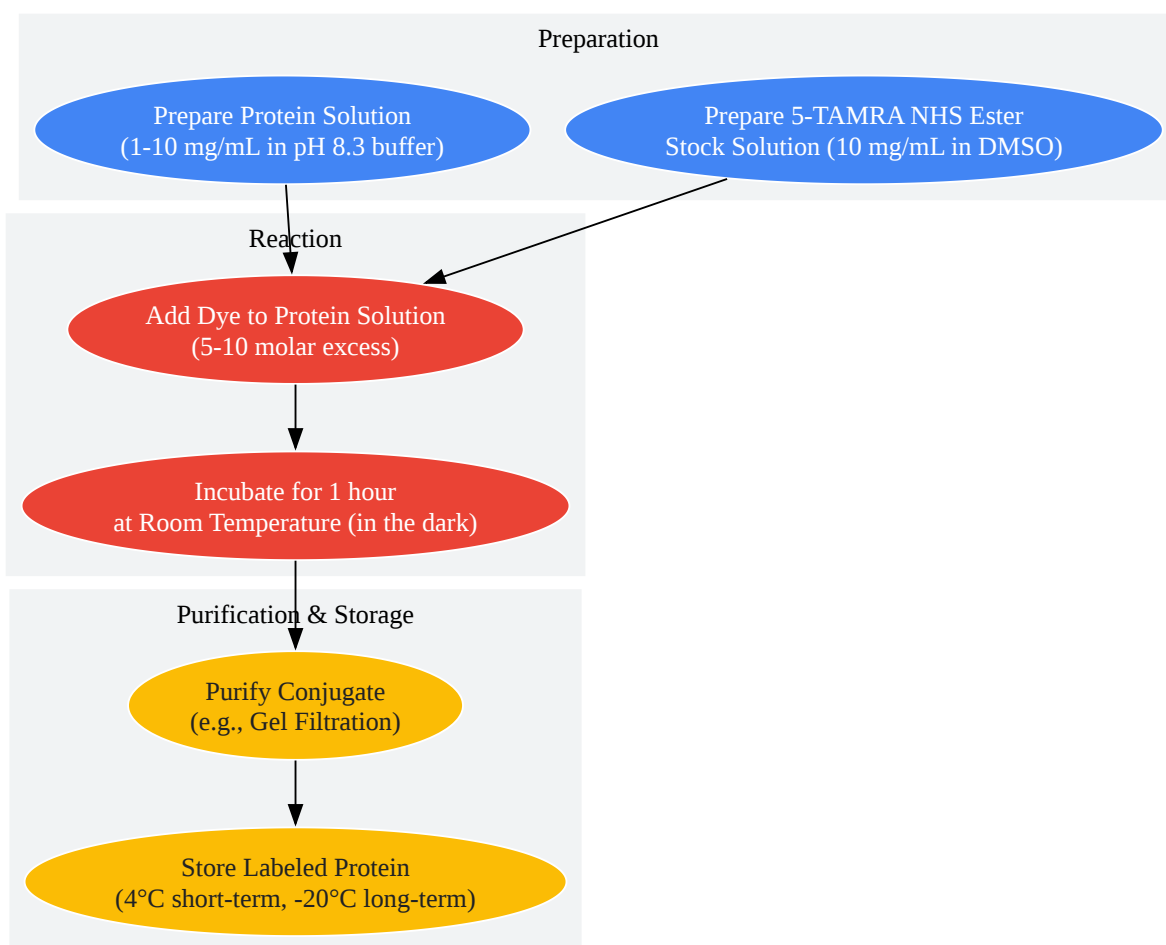 Preparation
Prepare Protein Solution
(1-10 mg/mL in pH 8.3 buffer)
Prepare 5-TAMRA NHS Ester
Stock Solution (10 mg/mL in DMSO)
Reaction
Add Dye to Protein Solution
(5-10 molar excess)
Incubate for 1 hour
at Room Temperature (in the dark)
Purification & Storage
Purify Conjugate
(e.g., Gel Filtration)
Store Labeled Protein
(4°C short-term, -20°C long-term)